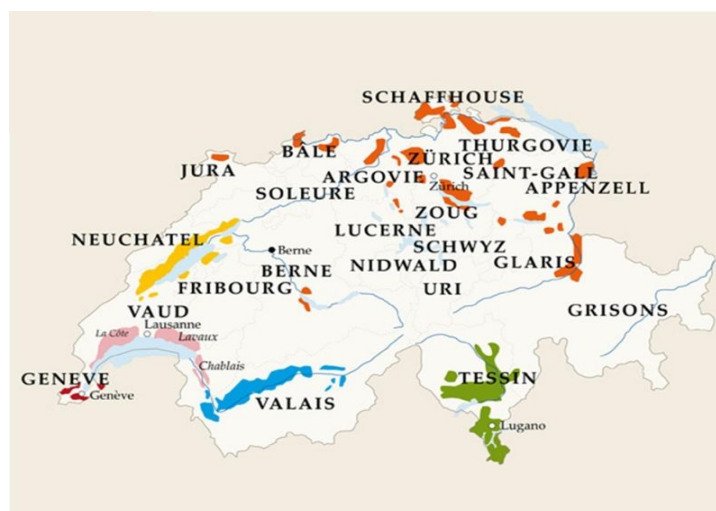 SCHAFFHOUSE
THURGOVIE
BÂLE
ZÜRICH
JURA
ARGOVIE
SAINT-GALL
Zürich
SOLEURE
APPENZELL
ZOUG
LUCERNE
NEUCHATEL
SCHWYZ
Berne
BERNE
NIDWALD
GLARIS
FRIBOURG
URI
VAUD
GRISONS
Lausanne
La Côte
Lavaux
Chablais
GENEVE
TESSIN
Genève
VALAIS
Lugano